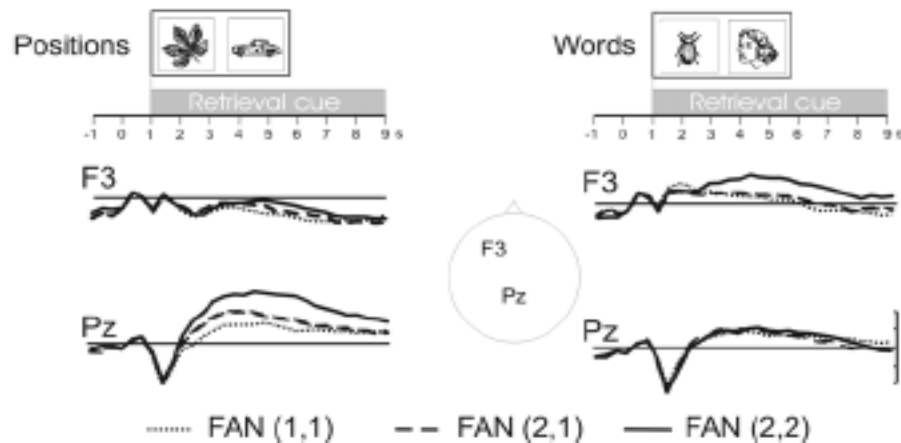 Positions
Words
Retrieval cue
Retrieval cue
-1 0 1 2 3 4 5 6 7 8 9 s
-1 0 1 2 3 4 5 6 7 8 9 s
F3
F3
F3
Pz
Pz
Pz
FAN (1,1) FAN (2,1) FAN (2,2)